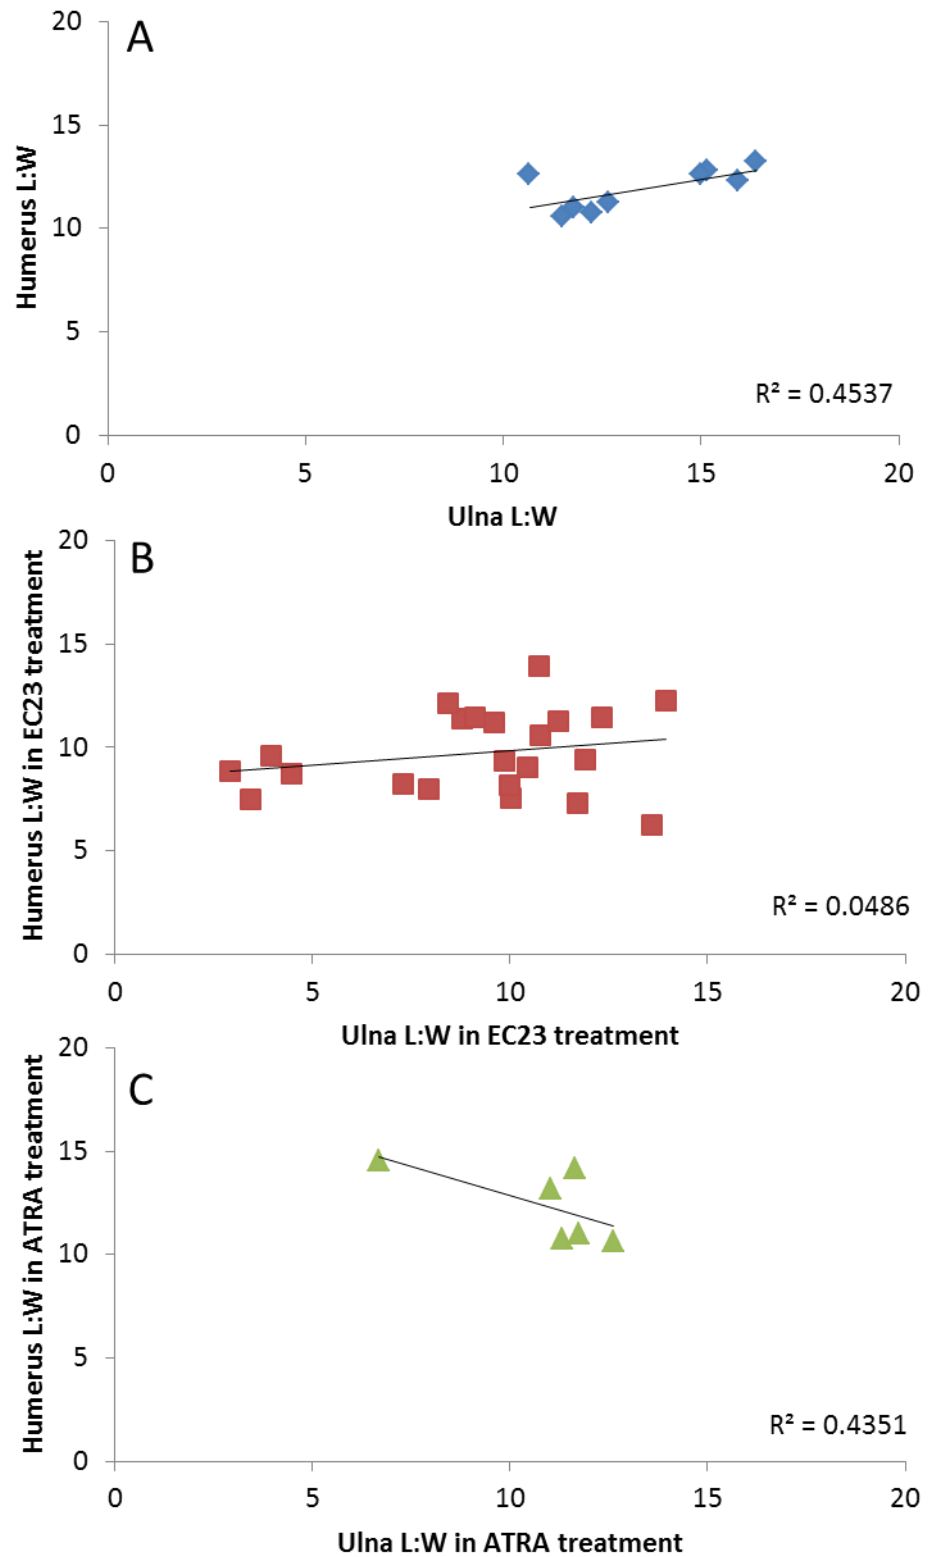 A
20
15
10
5
0
Humerus L:W
R² = 0.4537
0 5 10 15 20
Ulna L:W
B
20
15
10
5
0
Humerus L:W in EC23 treatment
R² = 0.0486
0 5 10 15 20
Ulna L:W in EC23 treatment
C
20
15
10
5
0
Humerus L:W in ATRA treatment
R² = 0.4351
0 5 10 15 20
Ulna L:W in ATRA treatment